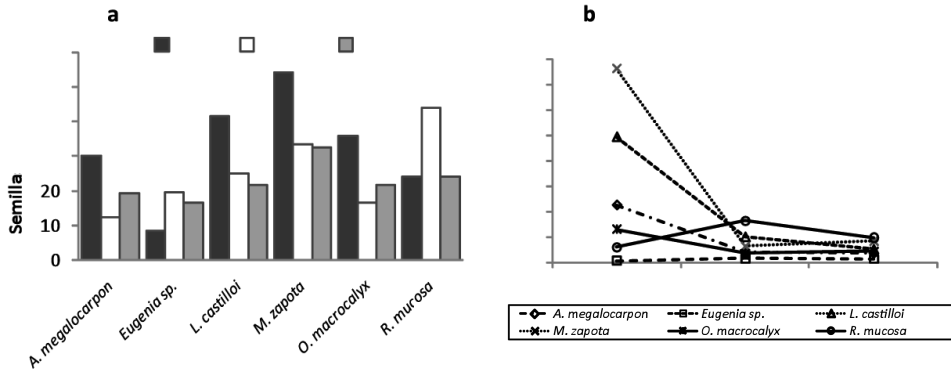 a
b
Semilla
20
10
0
A. megalocarpon
Eugenia sp.
L. castilloi
M. zapota
O. macrocalyx
R. mucosa
A. megalocarpon Eugenia sp. L. castilloi
M. zapota O. macrocalyx R. mucosa